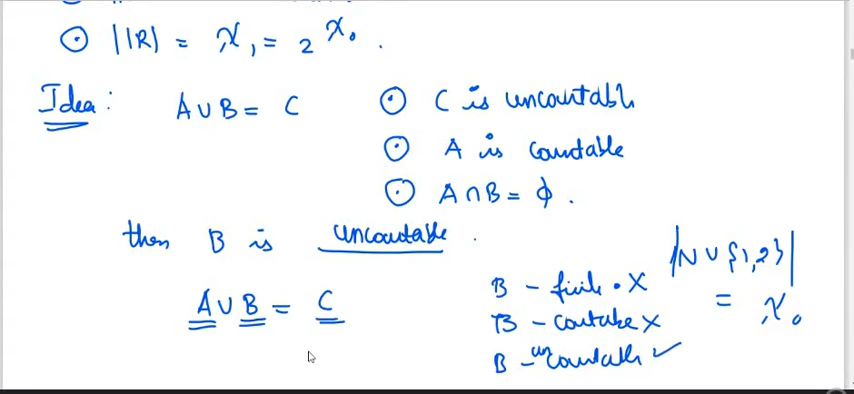 ⊙ |ℝ| = ℵ₁ = 2^ℵ₀ .
Idea : A∪B = C ⊙ C is uncountable
⊙ A is countable
⊙ A∩B = ϕ .
then B is uncountable .
A∪B = C
B - finite . X
B - countable X
B - uncountable ✓
|ℕ ∪ {1,2}|
= ℵ₀